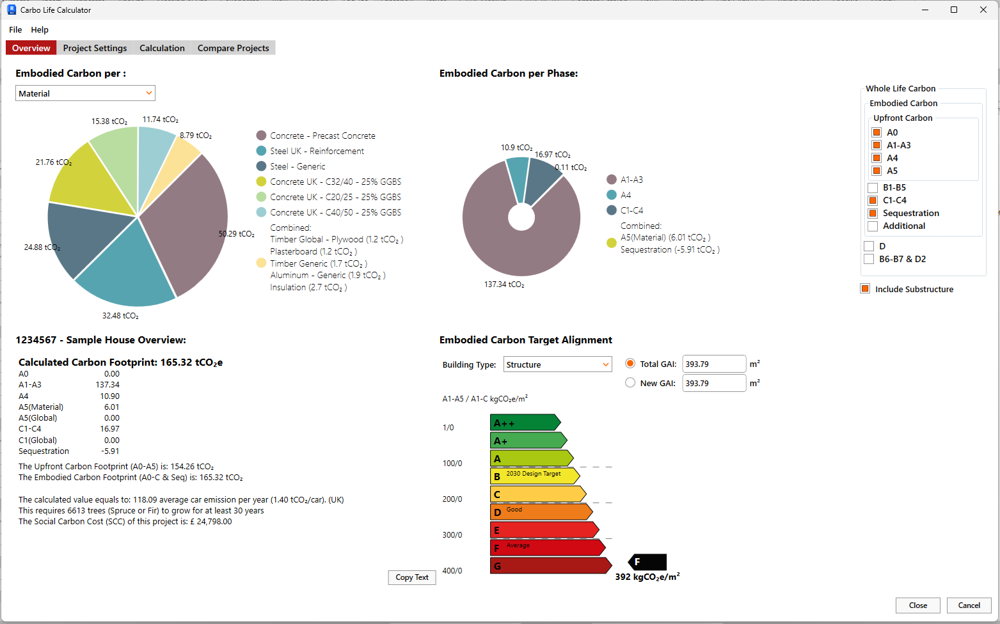 Carbo Life Calculator
File Help
Overview Project Settings Calculation Compare Projects
Embodied Carbon per :
Material
15.38 tCO₂
11.74 tCO₂
8.79 tCO₂
21.76 tCO₂
50.29 tCO₂
24.88 tCO₂
32.48 tCO₂
Concrete - Precast Concrete
Steel UK - Reinforcement
Steel - Generic
Concrete UK - C32/40 - 25% GGBS
Concrete UK - C20/25 - 25% GGBS
Concrete UK - C40/50 - 25% GGBS
Combined:
Timber Global - Plywood (1.2 tCO₂ )
Plasterboard (1.2 tCO₂ )
Timber Generic (1.7 tCO₂ )
Aluminum - Generic (1.9 tCO₂ )
Insulation (2.7 tCO₂ )
Embodied Carbon per Phase:
10.9 tCO₂
16.97 tCO₂
0.11 tCO₂
137.34 tCO₂
A1-A3
A4
C1-C4
Combined:
A5(Material) (6.01 tCO₂ )
Sequestration (-5.91 tCO₂ )
Whole Life Carbon
Embodied Carbon
Upfront Carbon
A0
A1-A3
A4
A5
B1-B5
C1-C4
Sequestration
Additional
D
B6-B7 & D2
Include Substructure
1234567 - Sample House Overview:
Calculated Carbon Footprint: 165.32 tCO₂e
A0 0.00
A1-A3 137.34
A4 10.90
A5(Material) 6.01
A5(Global) 0.00
C1-C4 16.97
C1(Global) 0.00
Sequestration -5.91
The Upfront Carbon Footprint (A0-A5) is: 154.26 tCO₂
The Embodied Carbon Footprint (A0-C & Seq) is: 165.32 tCO₂
The calculated value equals to: 118.09 average car emission per year (1.40 tCO₂/car). (UK)
This requires 6613 trees (Spruce or Fir) to grow for at least 30 years
The Social Carbon Cost (SCC) of this project is: £ 24,798.00
Copy Text
Embodied Carbon Target Alignment
Building Type: Structure
Total GAI: 393.79 m²
New GAI: 393.79 m²
A1-A5 / A1-C kgCO₂e/m²
1/0
100/0
200/0
300/0
400/0
A++
A+
A
B 2030 Design Target
C
D Good
E
F Average
G
F
392 kgCO₂e/m²
Close Cancel